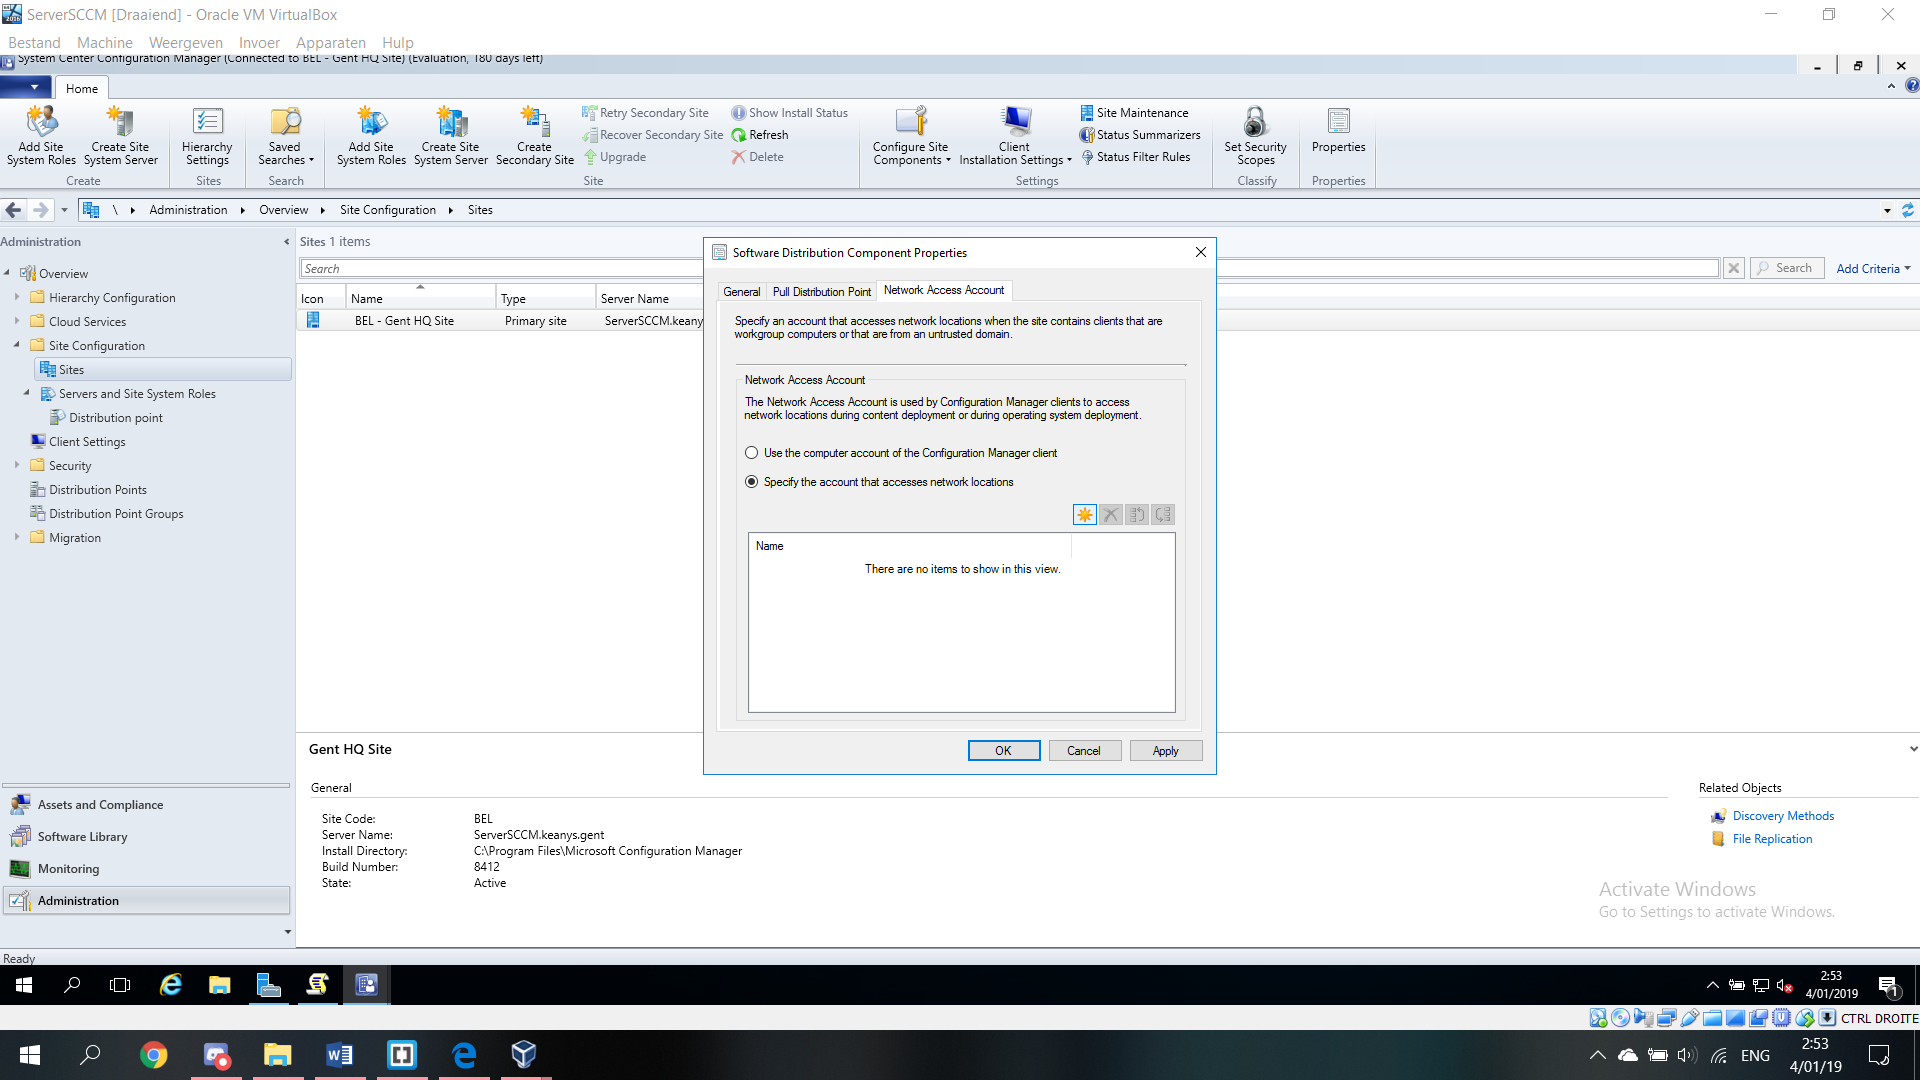 ServerSCCM [Draaiend] - Oracle VM VirtualBox
Bestand Machine Weergeven Invoer Apparaten Hulp
System Center Configuration Manager (Connected to BEL - Gent HQ Site) (Evaluation, 180 days left)
Home
Add Site System Roles
Create Site System Server
Create
Hierarchy Settings
Sites
Saved Searches
Search
Add Site System Roles
Create Site System Server
Create Secondary Site
Retry Secondary Site
Recover Secondary Site
Upgrade
Show Install Status
Refresh
Delete
Site
Configure Site Components
Client Installation Settings
Site Maintenance
Status Summarizers
Status Filter Rules
Settings
Set Security Scopes
Classify
Properties
Properties
\ Administration Overview Site Configuration Sites
Administration
Overview
Hierarchy Configuration
Cloud Services
Site Configuration
Sites
Servers and Site System Roles
Distribution point
Client Settings
Security
Distribution Points
Distribution Point Groups
Migration
Assets and Compliance
Software Library
Monitoring
Administration
Sites 1 items
Search
Search
Add Criteria
Icon Name Type Server Name
BEL - Gent HQ Site Primary site ServerSCCM.keany
Software Distribution Component Properties
General Pull Distribution Point Network Access Account
Specify an account that accesses network locations when the site contains clients that are
workgroup computers or that are from an untrusted domain.
Network Access Account
The Network Access Account is used by Configuration Manager clients to access
network locations during content deployment or during operating system deployment.
Use the computer account of the Configuration Manager client
Specify the account that accesses network locations
Name
There are no items to show in this view.
OK Cancel Apply
Gent HQ Site
General
Site Code: BEL
Server Name: ServerSCCM.keanys.gent
Install Directory: C:\Program Files\Microsoft Configuration Manager
Build Number: 8412
State: Active
Related Objects
Discovery Methods
File Replication
Activate Windows
Go to Settings to activate Windows.
Ready
2:53
4/01/2019
1
CTRL DROITE
ENG
2:53
4/01/19